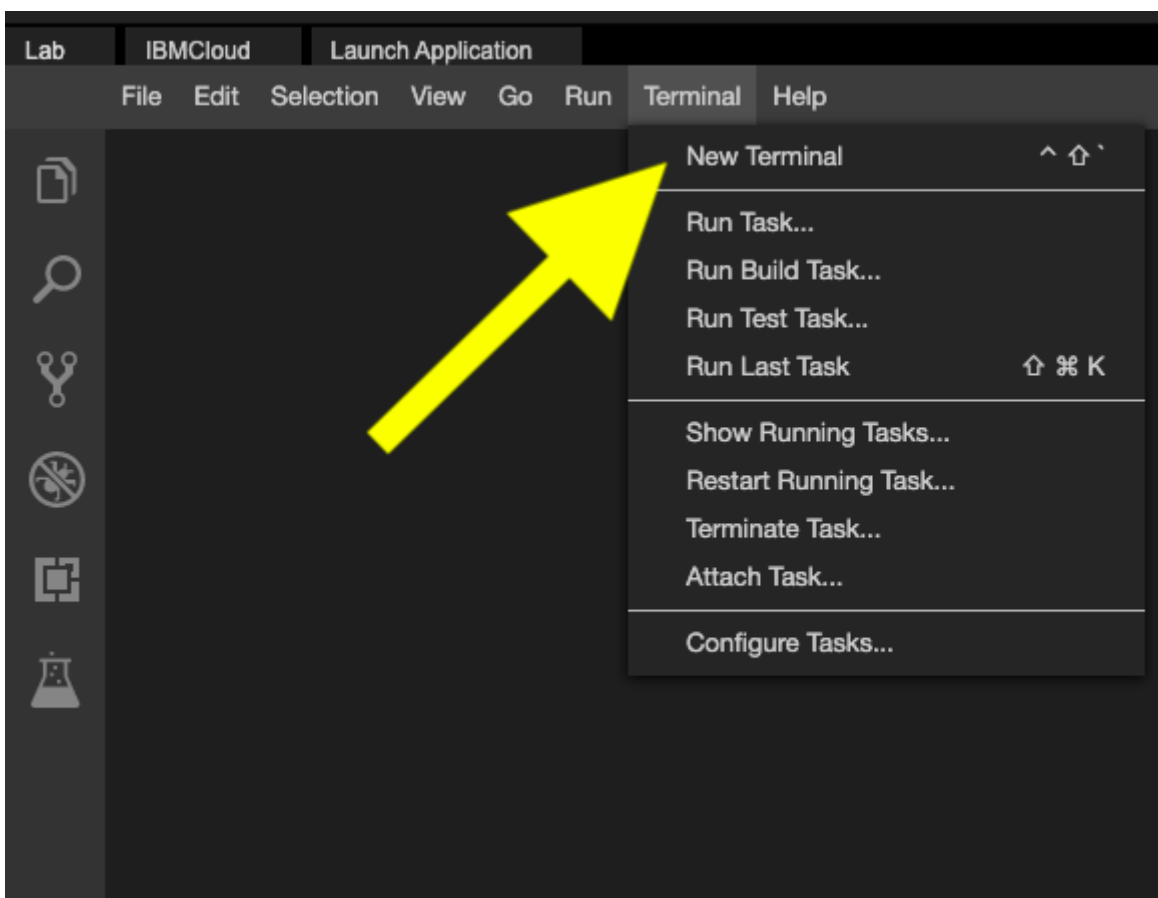 Lab IBMCloud Launch Application
File Edit Selection View Go Run Terminal Help
New Terminal ^ ⇧ `
Run Task...
Run Build Task...
Run Test Task...
Run Last Task ⇧ ⌘ K
Show Running Tasks...
Restart Running Task...
Terminate Task...
Attach Task...
Configure Tasks...